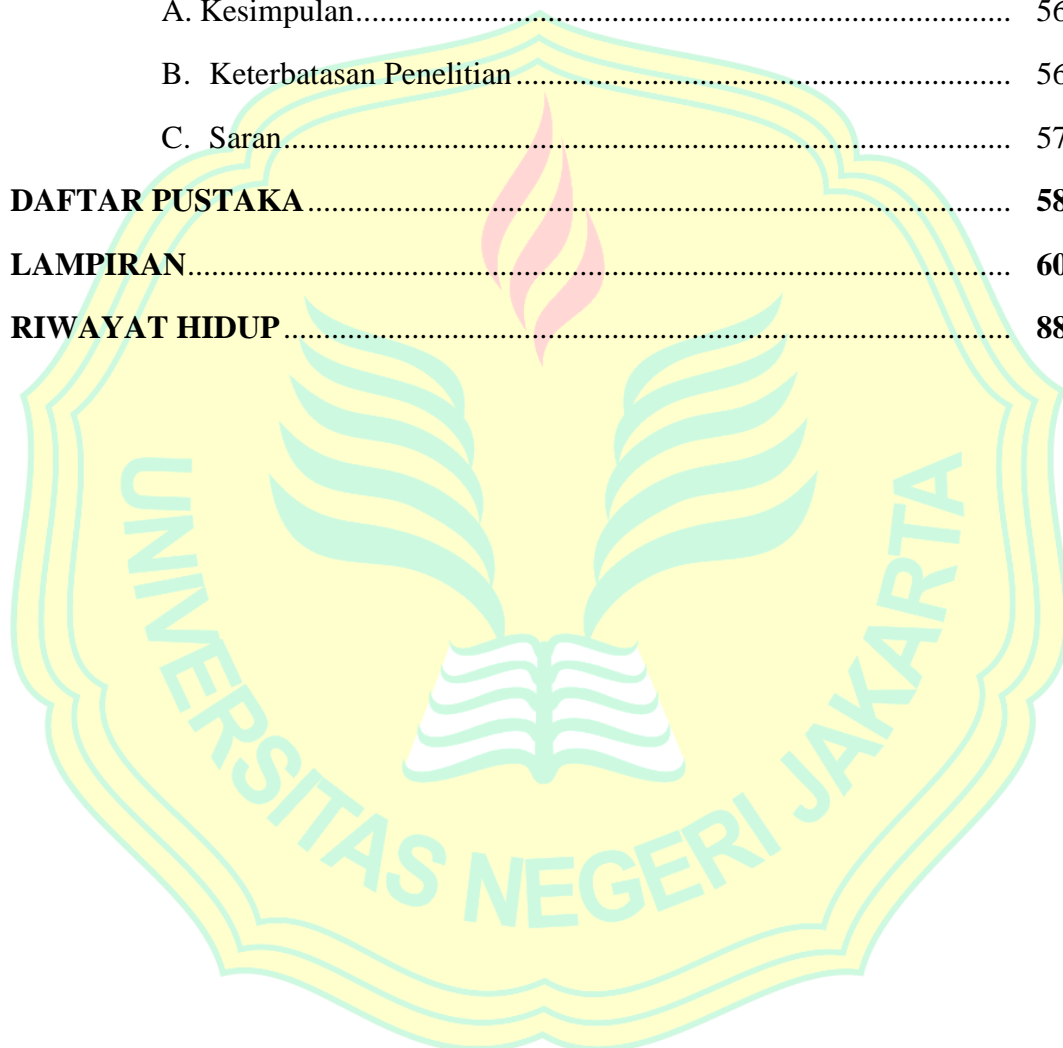 A. Kesimpulan.................................................................................. 56
B. Keterbatasan Penelitian.............................................................. 56
C. Saran........................................................................................... 57
DAFTAR PUSTAKA........................................................................................ 58
LAMPIRAN....................................................................................................... 60
RIWAYAT HIDUP........................................................................................... 88
UNIVERSITAS NEGERI JAKARTA